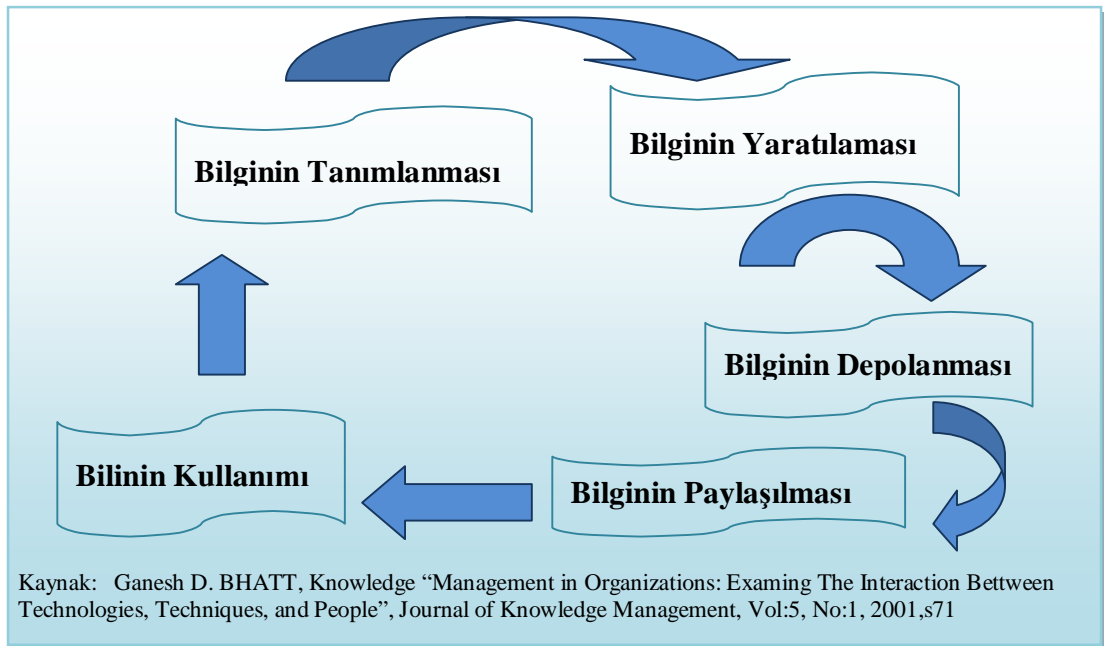 Bilginin Tanımlanması
Bilginin Yaratılaması
Bilginin Depolanması
Bilginin Paylaşılması
Bilinin Kullanımı
Kaynak: Ganesh D. BHATT, Knowledge “Management in Organizations: Examing The Interaction Bettween
Technologies, Techniques, and People”, Journal of Knowledge Management, Vol:5, No:1, 2001,s71